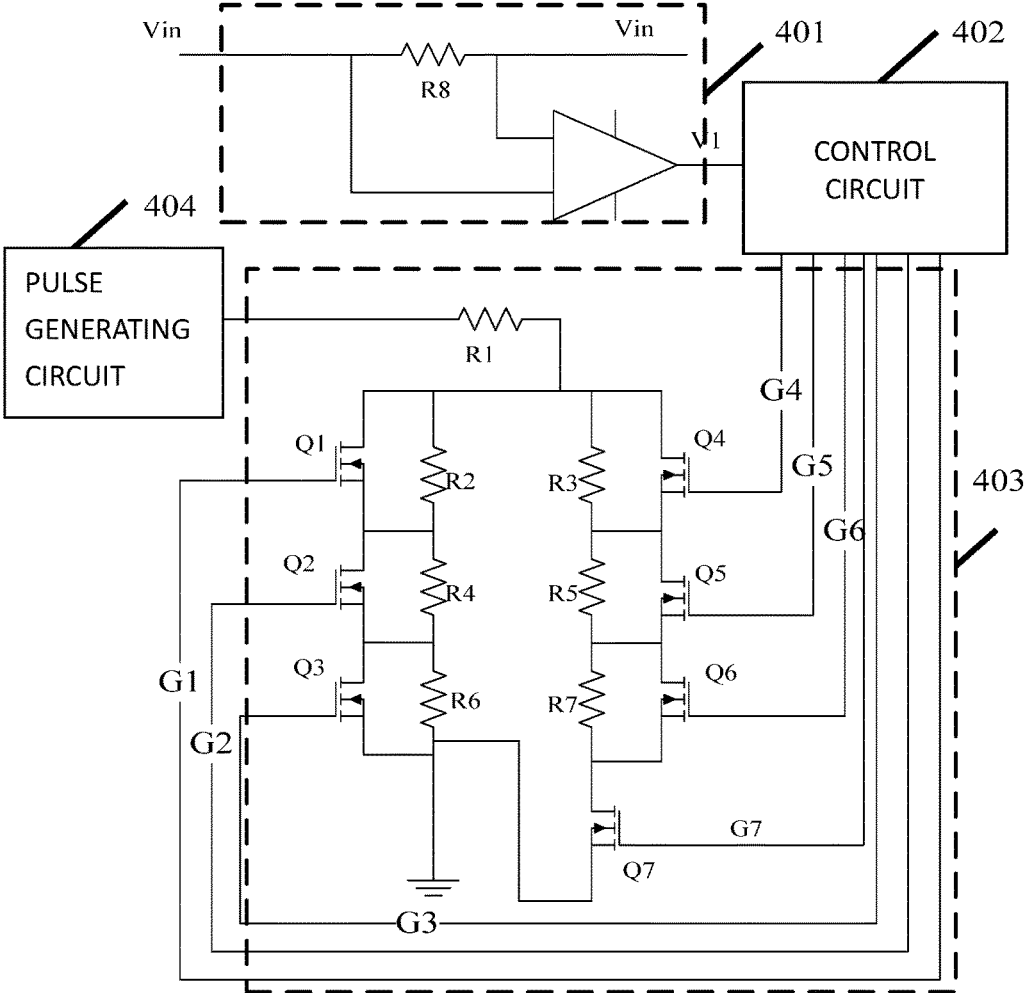 Vin
Vin
401
402
R8
V1
CONTROL
CIRCUIT
404
PULSE
GENERATING
CIRCUIT
R1
G4
Q1
Q4
R2
R3
G5
403
G6
Q2
Q5
R4
R5
Q3
Q6
G1
R6
R7
G2
G7
Q7
G3